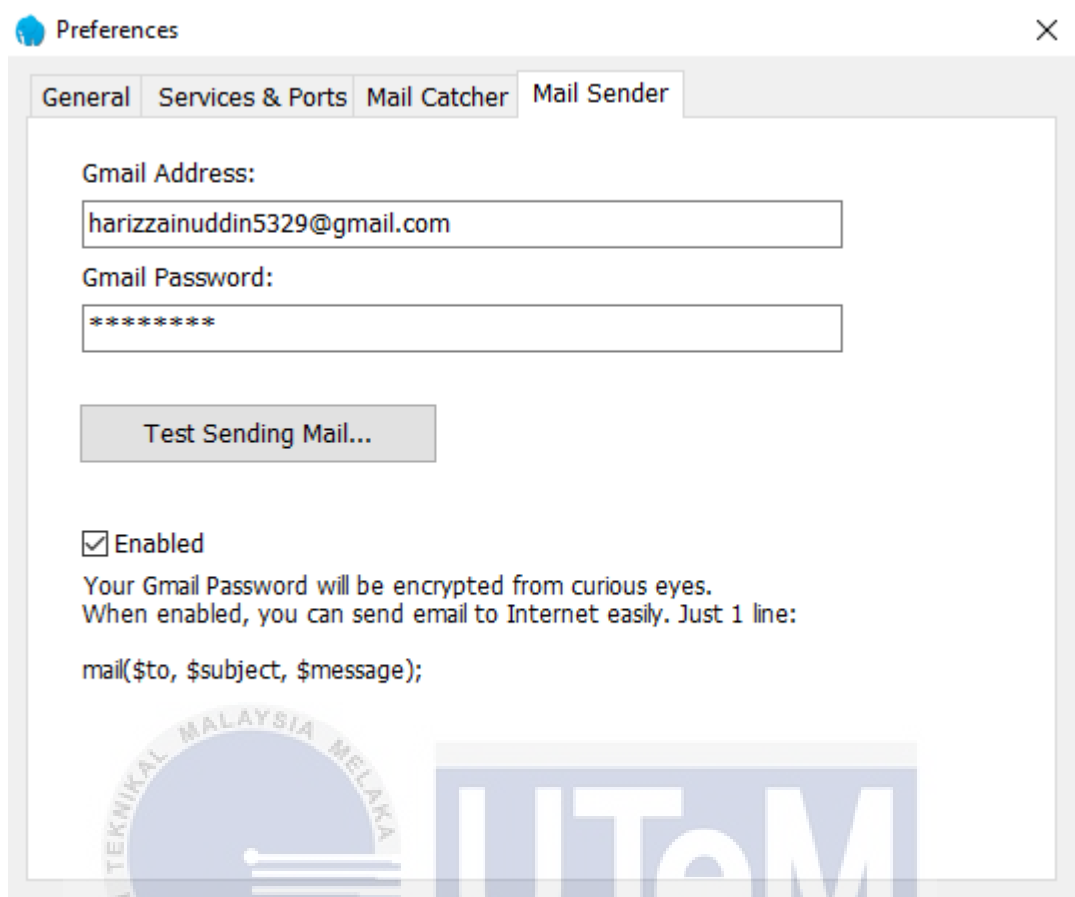 Preferences
General Services & Ports Mail Catcher Mail Sender
Gmail Address:
harizzainuddin5329@gmail.com
Gmail Password:
********
Test Sending Mail...
Enabled
Your Gmail Password will be encrypted from curious eyes.
When enabled, you can send email to Internet easily. Just 1 line:
mail($to, $subject, $message);
TEKNIKAL MALAYSIA MELAKA
UTeM